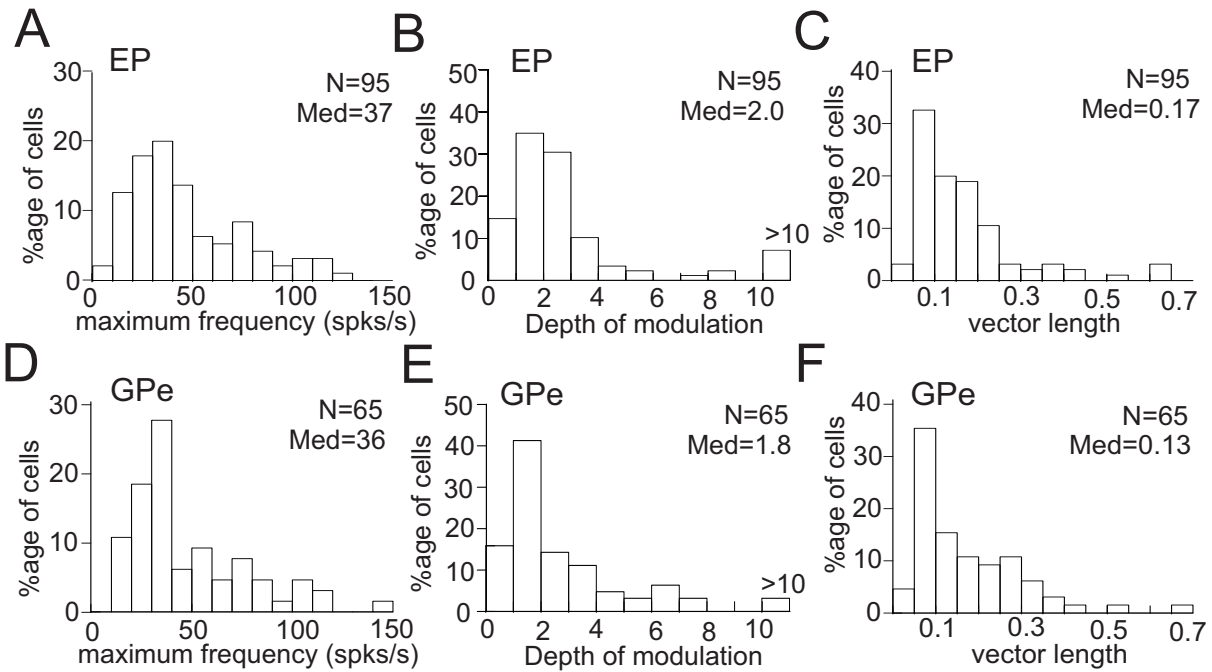 A
EP
N=95
Med=37
30
20
10
0
%age of cells
0 50 100 150
maximum frequency (spks/s)
B
EP
N=95
Med=2.0
50
40
30
20
10
0
%age of cells
>10
0 2 4 6 8 10
Depth of modulation
C
EP
N=95
Med=0.17
40
30
20
10
0
%age of cells
0.1 0.3 0.5 0.7
vector length
D
GPe
N=65
Med=36
30
20
10
0
%age of cells
0 50 100 150
maximum frequency (spks/s)
E
GPe
N=65
Med=1.8
50
40
30
20
10
0
%age of cells
>10
0 2 4 6 8 10
Depth of modulation
F
GPe
N=65
Med=0.13
40
30
20
10
0
%age of cells
0.1 0.3 0.5 0.7
vector length